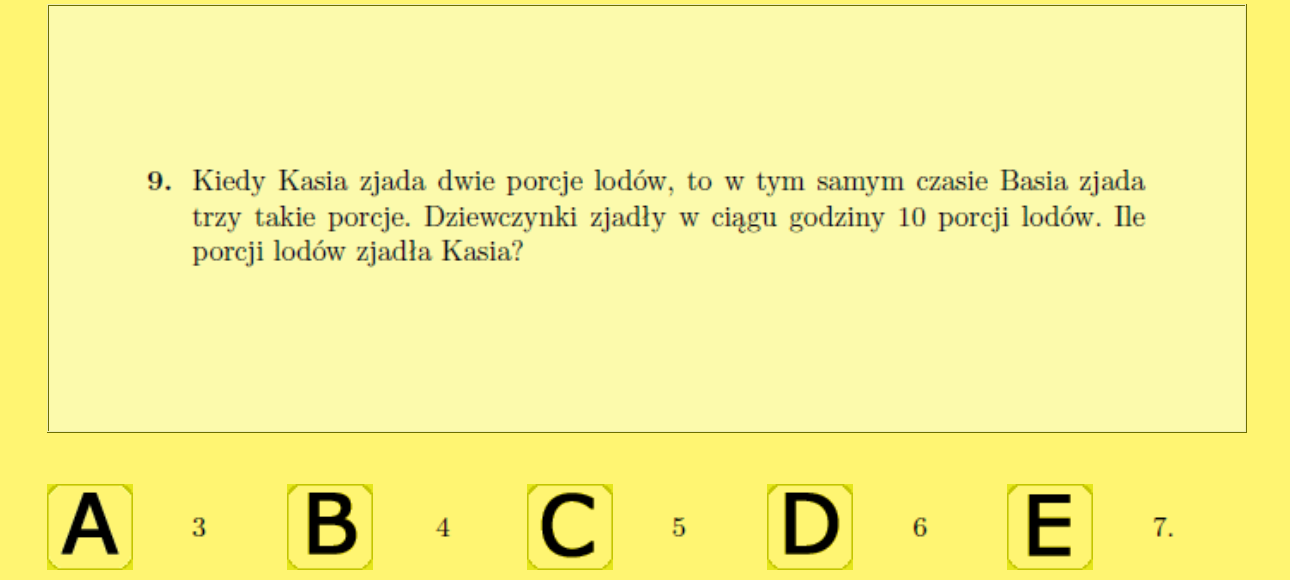 9. Kiedy Kasia zjada dwie porcje lodów, to w tym samym czasie Basia zjada
trzy takie porcje. Dziewczynki zjadły w ciągu godziny 10 porcji lodów. Ile
porcji lodów zjadła Kasia?
A 3 B 4 C 5 D 6 E 7.